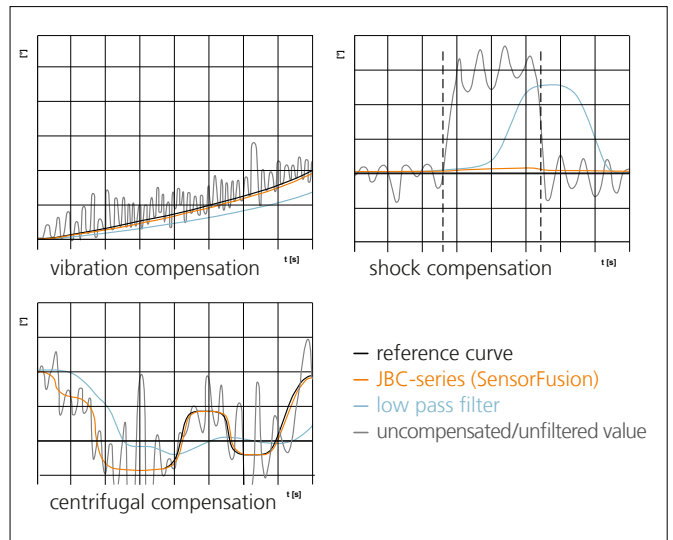 [°]
vibration compensation
t [s]
[°]
shock compensation
t [s]
[°]
centrifugal compensation
t [s]
reference curve
JBC-series (SensorFusion)
low pass filter
uncompensated/unfiltered value